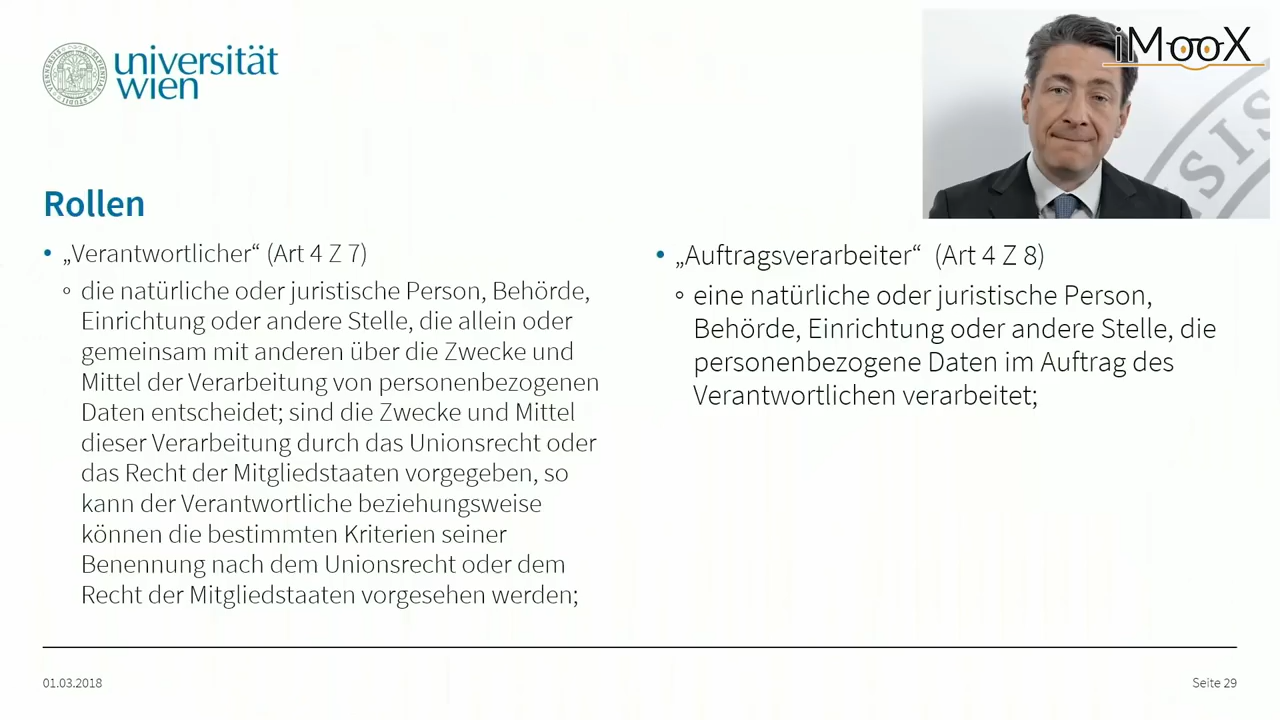 universität
wien
iMooX
Rollen
• „Verantwortlicher“ (Art 4 Z 7)
◦ die natürliche oder juristische Person, Behörde,
Einrichtung oder andere Stelle, die allein oder
gemeinsam mit anderen über die Zwecke und
Mittel der Verarbeitung von personenbezogenen
Daten entscheidet; sind die Zwecke und Mittel
dieser Verarbeitung durch das Unionsrecht oder
das Recht der Mitgliedstaaten vorgegeben, so
kann der Verantwortliche beziehungsweise
können die bestimmten Kriterien seiner
Benennung nach dem Unionsrecht oder dem
Recht der Mitgliedstaaten vorgesehen werden;
• „Auftragsverarbeiter“ (Art 4 Z 8)
◦ eine natürliche oder juristische Person,
Behörde, Einrichtung oder andere Stelle, die
personenbezogene Daten im Auftrag des
Verantwortlichen verarbeitet;
01.03.2018
Seite 29